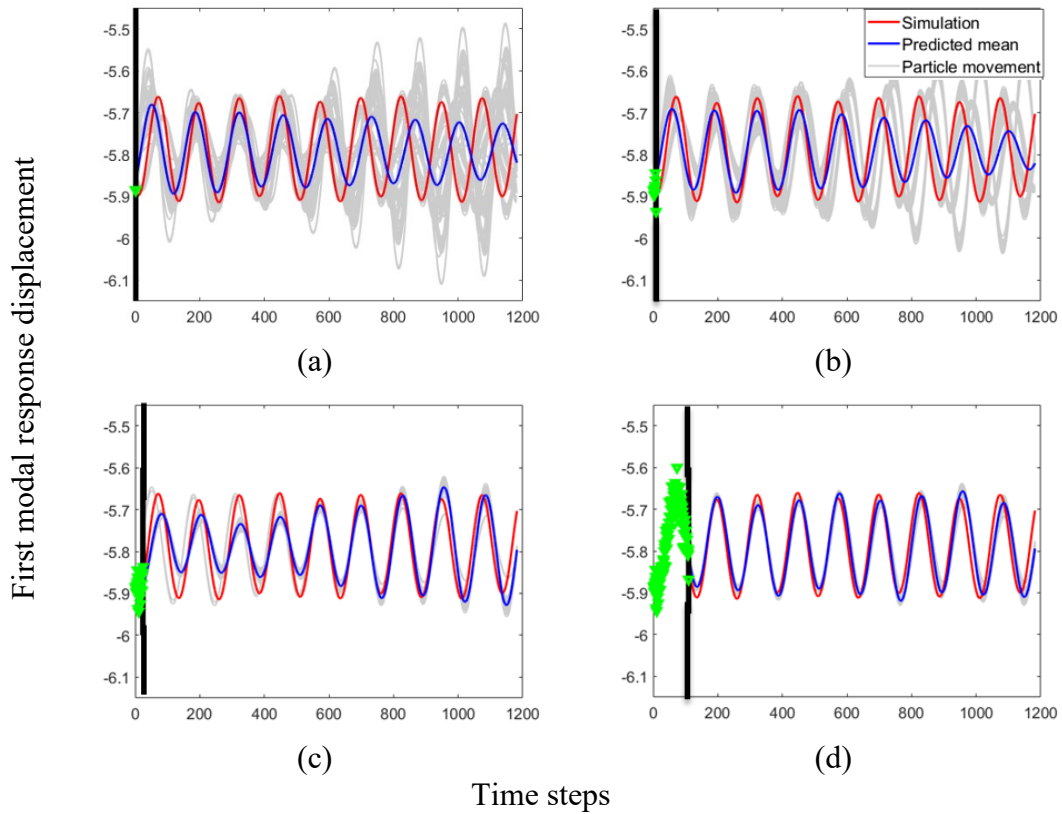 -5.5
-5.6
-5.7
-5.8
-5.9
-6
-6.1
0 200 400 600 800 1000 1200
(a)
Simulation
Predicted mean
Particle movement
-5.5
-5.6
-5.7
-5.8
-5.9
-6
-6.1
0 200 400 600 800 1000 1200
(b)
First modal response displacement
-5.5
-5.6
-5.7
-5.8
-5.9
-6
-6.1
0 200 400 600 800 1000 1200
(c)
-5.5
-5.6
-5.7
-5.8
-5.9
-6
-6.1
0 200 400 600 800 1000 1200
(d)
Time steps